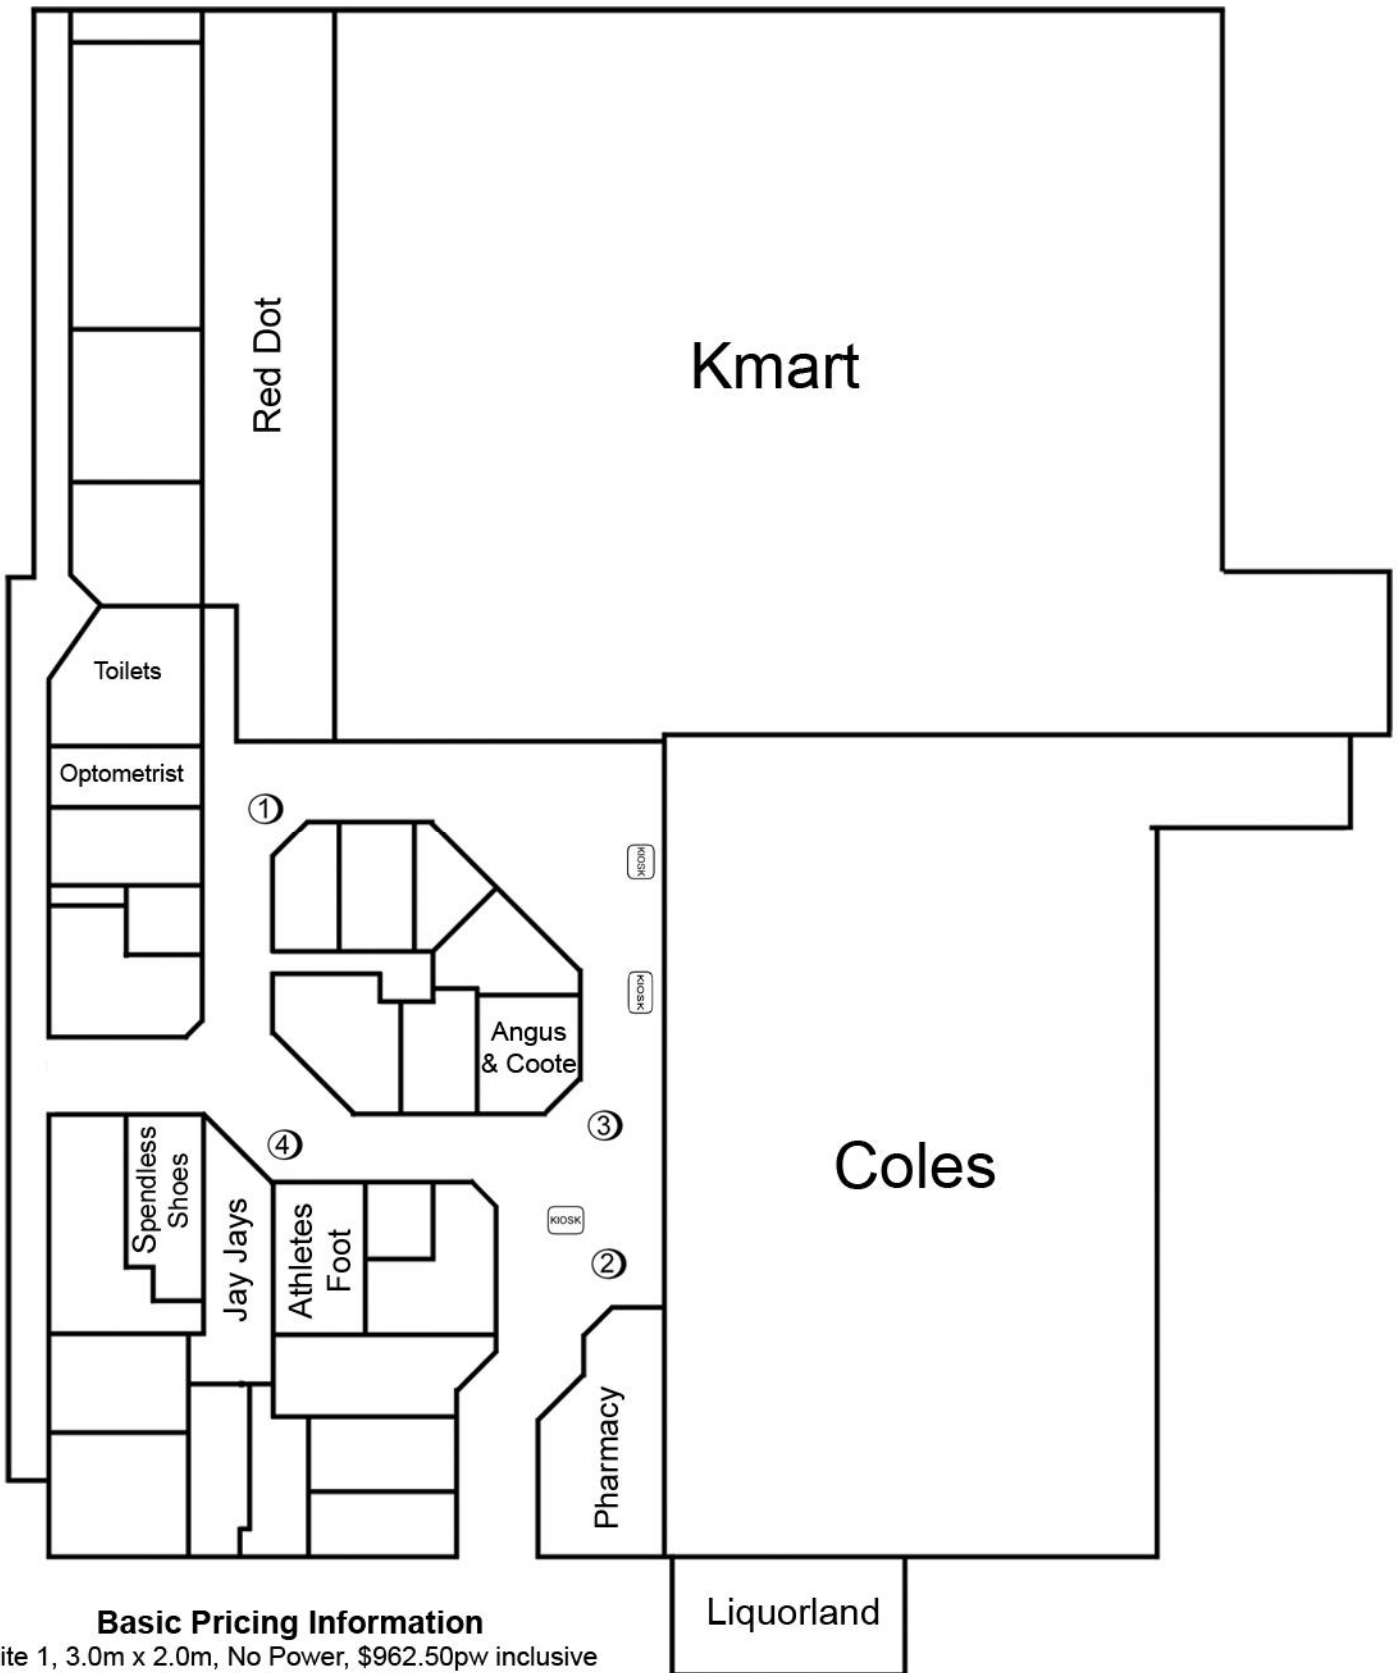 Red Dot
Kmart
Toilets
Optometrist
1
KIOSK
KIOSK
Angus
& Coote
3
4
Coles
Spendless
Shoes
Jay Jays
Athletes
Foot
KIOSK
2
Pharmacy
Liquorland
Basic Pricing Information
ite 1, 3.0m x 2.0m, No Power, $962.50pw inclusive